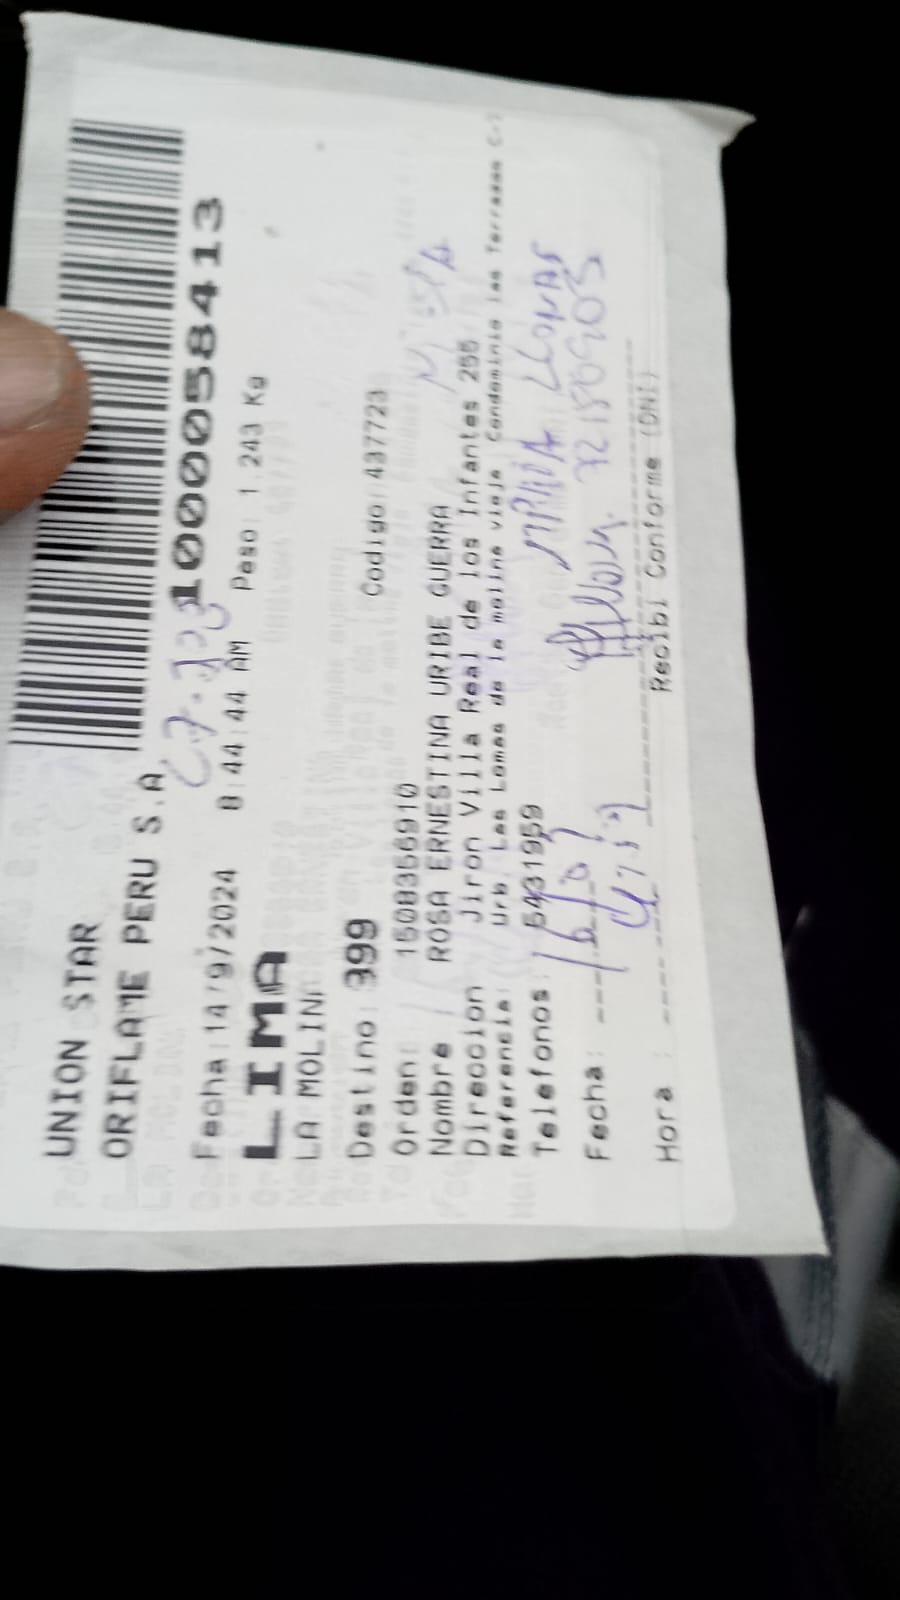 UNION STAR
ORIFLAME PERU S.A
1000058413
Fecha:14/9/2024 8:44:44 AM Peso: 1.243 Kg
LIMA
LA MOLINA
Destino: 399 Codigo: 437723
Orden: 1508356910
Nombre ROSA ERNESTINA URIBE GUERRA
Direccion Jiron Villa Real de los Infantes 255
Referencia: Urb. Las Lomas de la molina vieja Condominio las Terrazas C-
Telefonos: 5431959
MARIA
Fecha :
Hora :
Recibi Conforme (DNI)